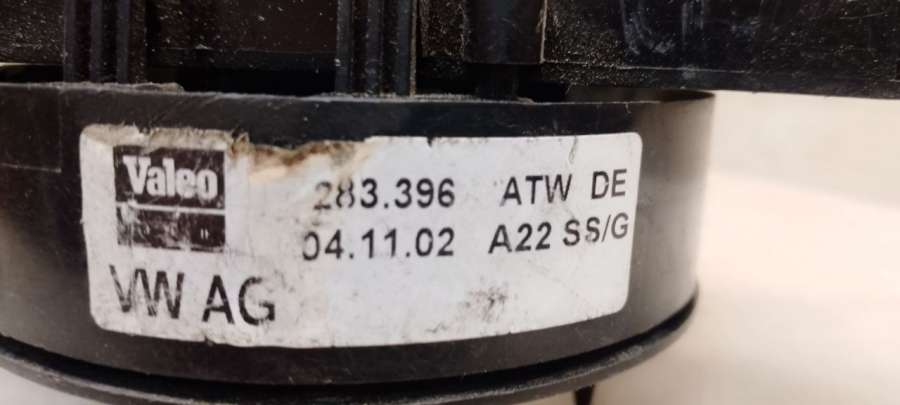 Valeo
283.396 ATW DE
04.11.02 A22 SS/G
VW AG